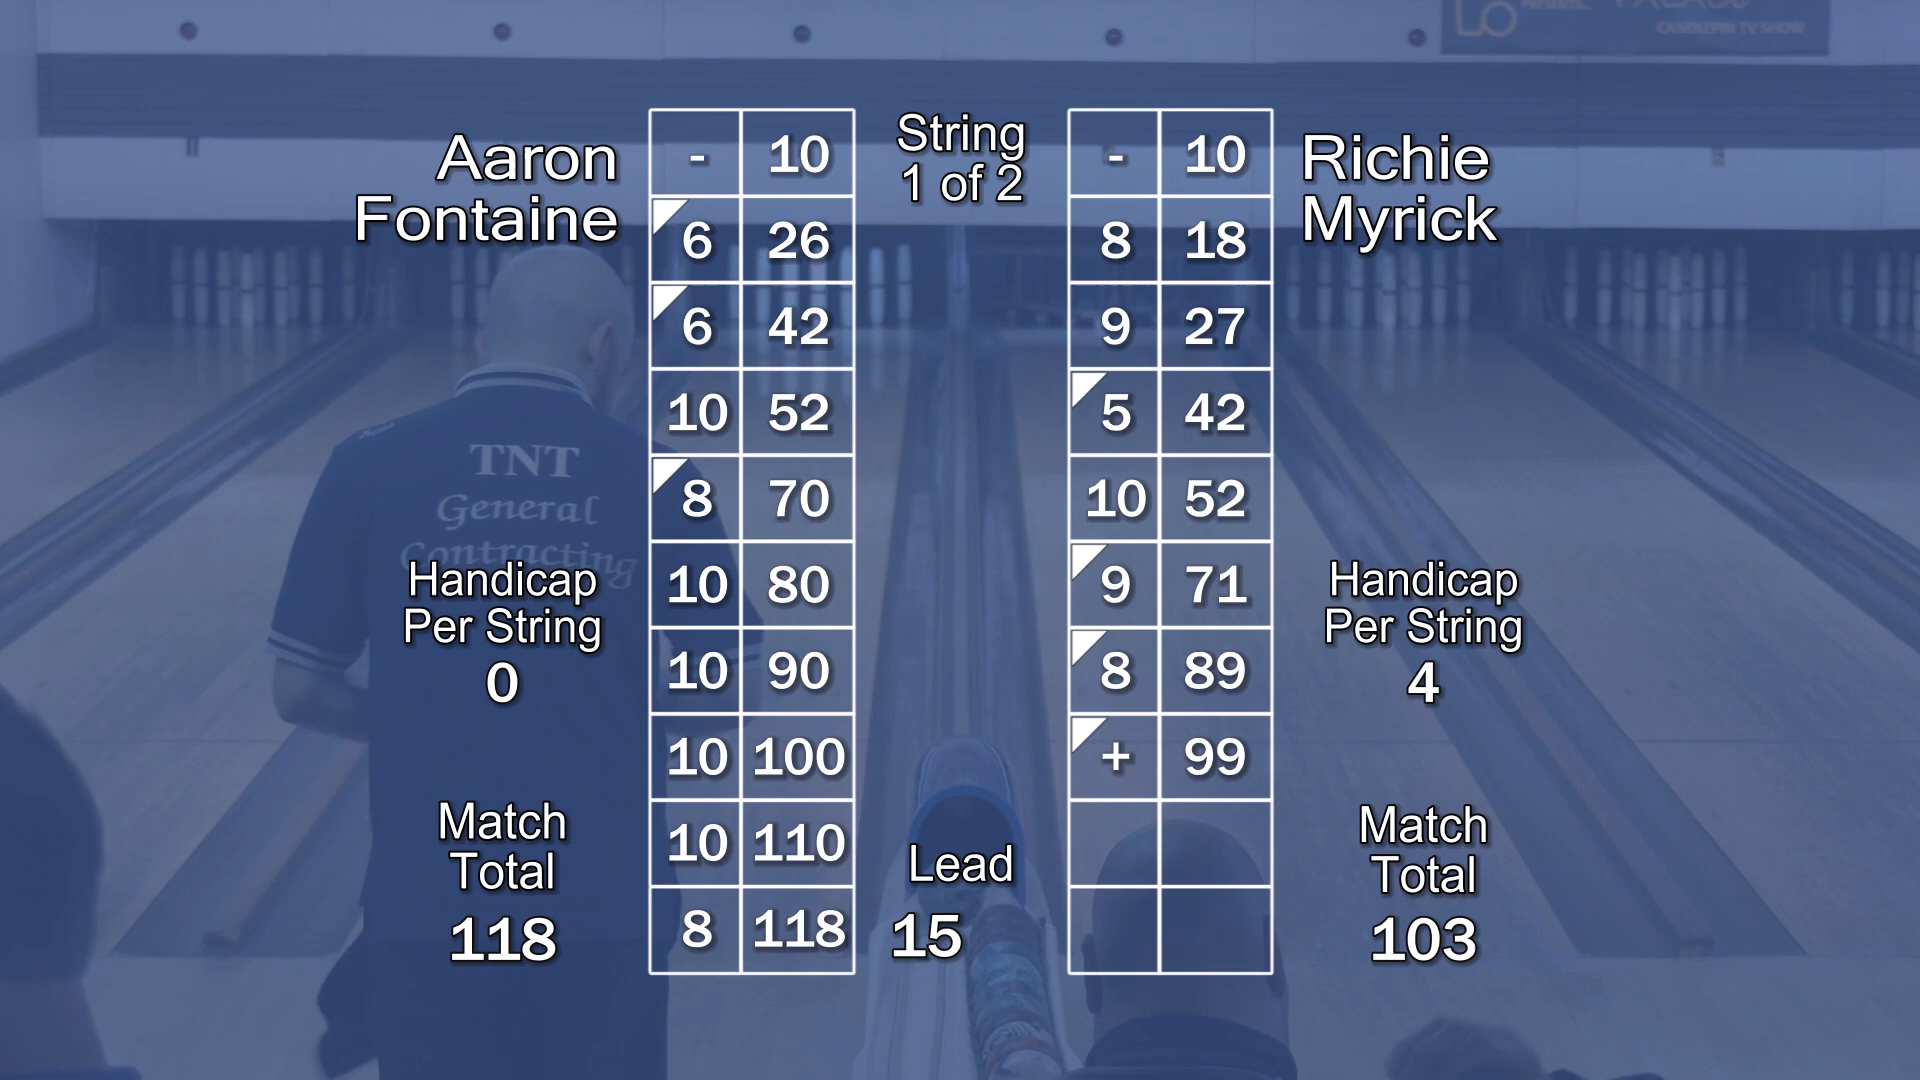 CANDLEPIN TV SHOW
Aaron
Fontaine
- 10
6 26
6 42
10 52
8 70
10 80
10 90
10 100
10 110
8 118
Handicap
Per String
0
Match
Total
118
String
1 of 2
Lead
15
- 10
8 18
9 27
5 42
10 52
9 71
8 89
+ 99
Richie
Myrick
Handicap
Per String
4
Match
Total
103
TNT
General
Contracting